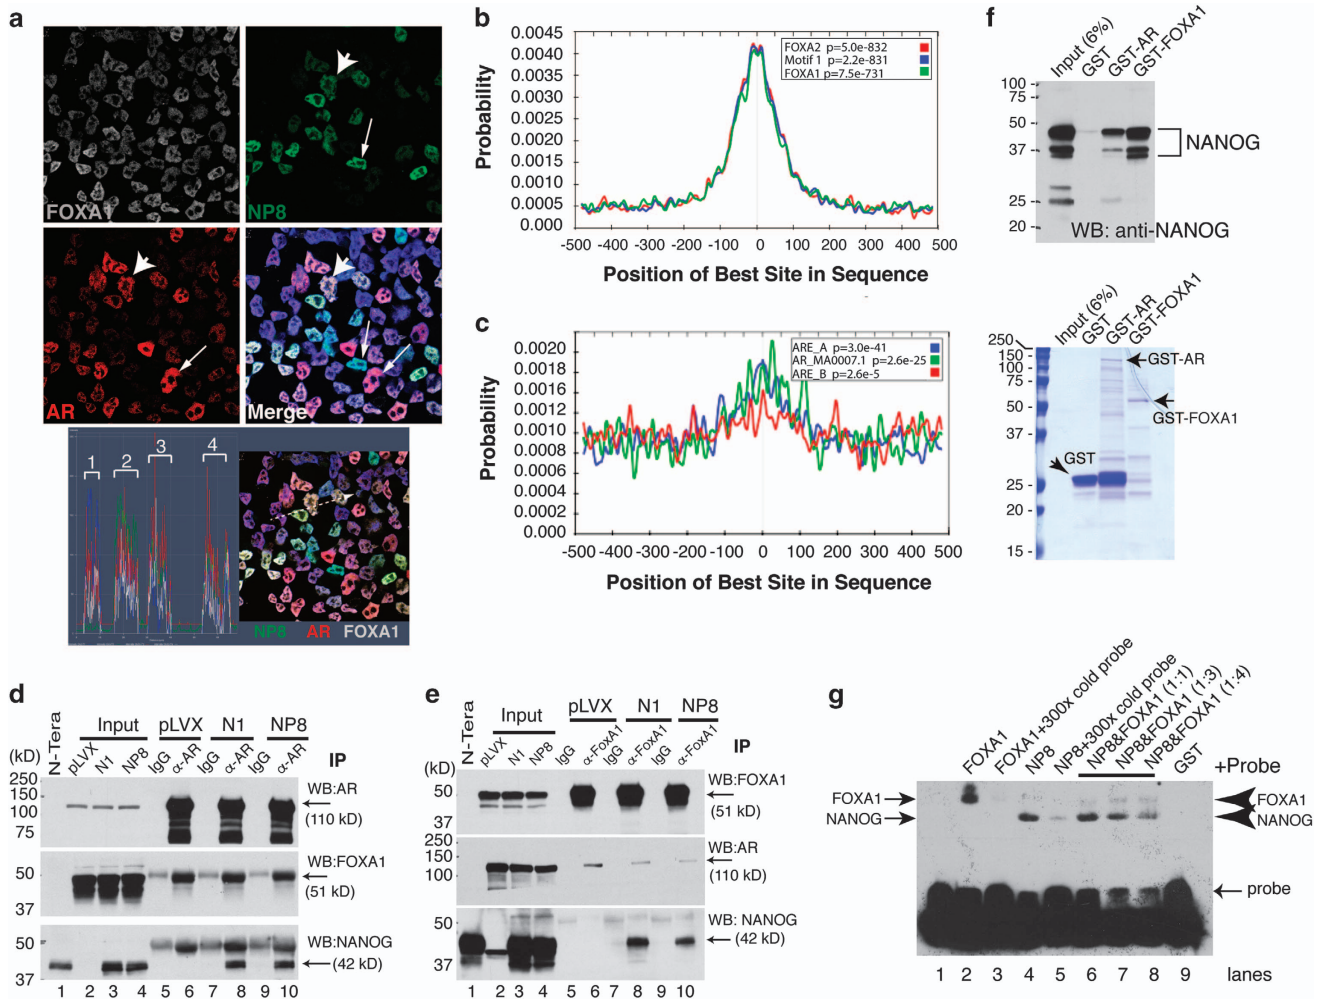 a
FOXA1
NP8
AR
Merge
1 2 3 4
NP8 AR FOXA1
b
0.0045
0.0040
0.0035
0.0030
0.0025
0.0020
0.0015
0.0010
0.0005
0.000
Probability
FOXA2 p=5.0e-832
Motif 1 p=2.2e-831
FOXA1 p=7.5e-731
-500 -400 -300 -200 -100 0 100 200 300 400 500
Position of Best Site in Sequence
c
0.0020
0.0018
0.0016
0.0012
0.0010
0.0008
0.0006
0.0004
0.0002
0.000
Probability
ARE_A p=3.0e-41
AR_MA0007.1 p=2.6e-25
ARE_B p=2.6e-5
-500 -400 -300 -200 -100 0 100 200 300 400 500
Position of Best Site in Sequence
f
Input (6%)
GST
GST-AR
GST-FOXA1
100
75
50
37
25
20
NANOG
WB: anti-NANOG
Input (6%)
GST
GST-AR
GST-FOXA1
250
150
100
75
50
37
25
20
15
GST-AR
GST-FOXA1
GST
d
N-Tera
Input pLVX N1 NP8
pLVX N1 NP8 IgG α-AR IgG α-AR IgG α-AR IP
(kD)
250
150
100
75
WB:AR
(110 kD)
50
37
WB:FOXA1
(51 kD)
50
37
WB:NANOG
(42 kD)
1 2 3 4 5 6 7 8 9 10
e
N-Tera
Input pLVX N1 NP8
pLVX N1 NP8 IgG α-FoxA1 IgG α-FoxA1 IgG α-FoxA1 IP
(kD)
50
37
WB:FOXA1
(51 kD)
250
150
100
WB:AR
(110 kD)
50
37
WB: NANOG
(42 kD)
1 2 3 4 5 6 7 8 9 10
g
FOXA1
FOXA1+300x cold probe
NP8
NP8+300x cold probe
NP8&FOXA1 (1:1)
NP8&FOXA1 (1:3)
NP8&FOXA1 (1:4)
GST
+Probe
FOXA1
NANOG
FOXA1
NANOG
probe
1 2 3 4 5 6 7 8 9 lanes